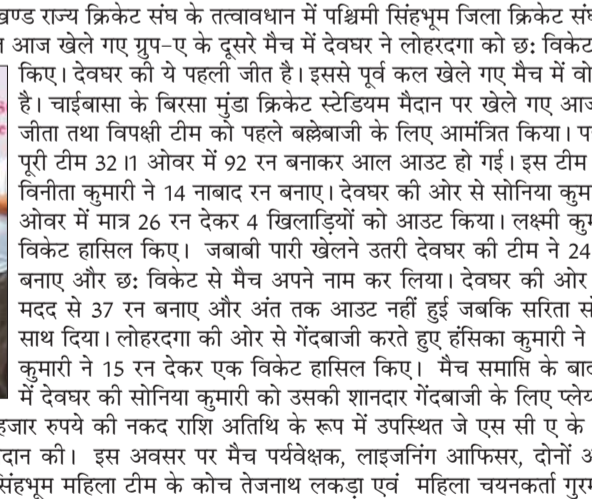 खण्ड राज्य क्रिकेट संघ के तत्वावधान में पश्चिमी सिंहभूम जिला क्रिकेट संघ
आज खेले गए ग्रुप-ए के दूसरे मैच में देवघर ने लोहरदगा को छः विकेट
किए। देवघर की ये पहली जीत है। इससे पूर्व कल खेले गए मैच में वो
है। चाईबासा के बिरसा मुंडा क्रिकेट स्टेडियम मैदान पर खेले गए आज
जीता तथा विपक्षी टीम को पहले बल्लेबाजी के लिए आमंत्रित किया। प
पूरी टीम 32।1 ओवर में 92 रन बनाकर आल आउट हो गई। इस टीम
विनीता कुमारी ने 14 नाबाद रन बनाए। देवघर की ओर से सोनिया कुमा
ओवर में मात्र 26 रन देकर 4 खिलाड़ियों को आउट किया। लक्ष्मी कुम
विकेट हासिल किए। जबाबी पारी खेलने उतरी देवघर की टीम ने 24
बनाए और छः विकेट से मैच अपने नाम कर लिया। देवघर की ओर
मदद से 37 रन बनाए और अंत तक आउट नहीं हुई जबकि सरिता सो
साथ दिया। लोहरदगा की ओर से गेंदबाजी करते हुए हंसिका कुमारी ने
कुमारी ने 15 रन देकर एक विकेट हासिल किए। मैच समाप्ति के बाद
में देवघर की सोनिया कुमारी को उसकी शानदार गेंदबाजी के लिए प्लेय
हजार रुपये की नकद राशि अतिथि के रूप में उपस्थित जे एस सी ए के
दान की। इस अवसर पर मैच पर्यवेक्षक, लाइजनिंग आफिसर, दोनों अ
सिंहभूम महिला टीम के कोच तेजनाथ लकड़ा एवं महिला चयनकर्ता गुरम